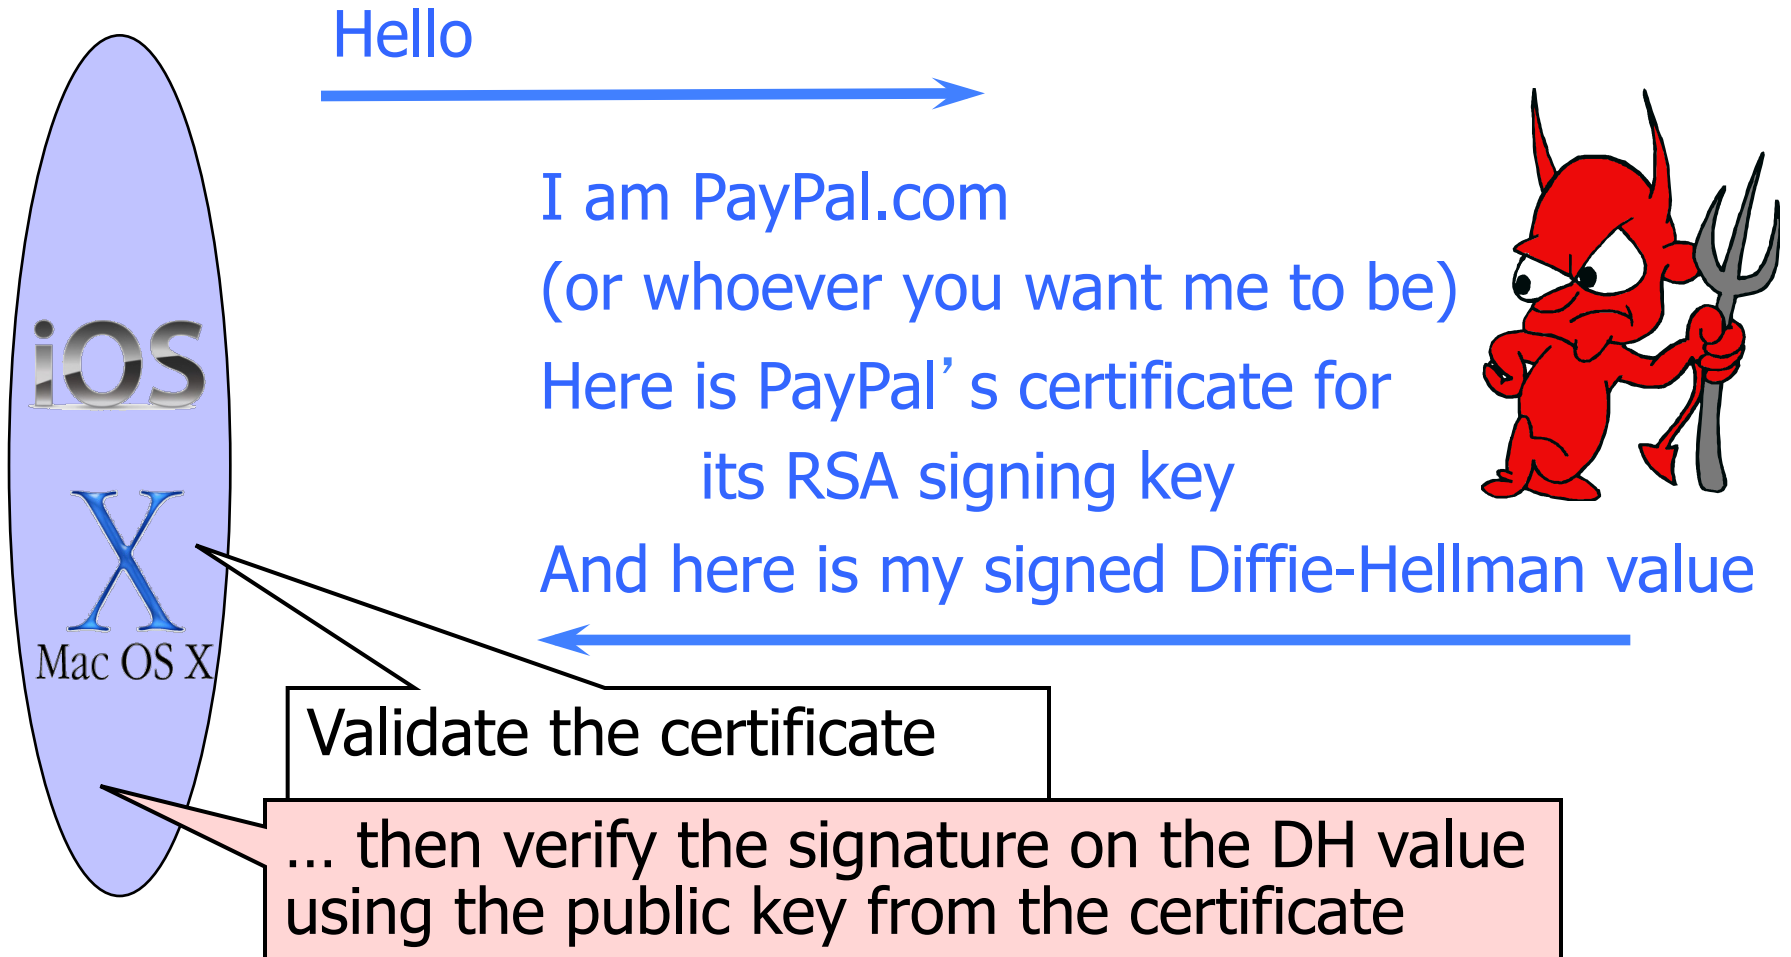 Hello
I am PayPal.com
(or whoever you want me to be)
Here is PayPal’s certificate for
its RSA signing key
And here is my signed Diffie-Hellman value
iOS
X
Mac OS X
Validate the certificate
... then verify the signature on the DH value
using the public key from the certificate